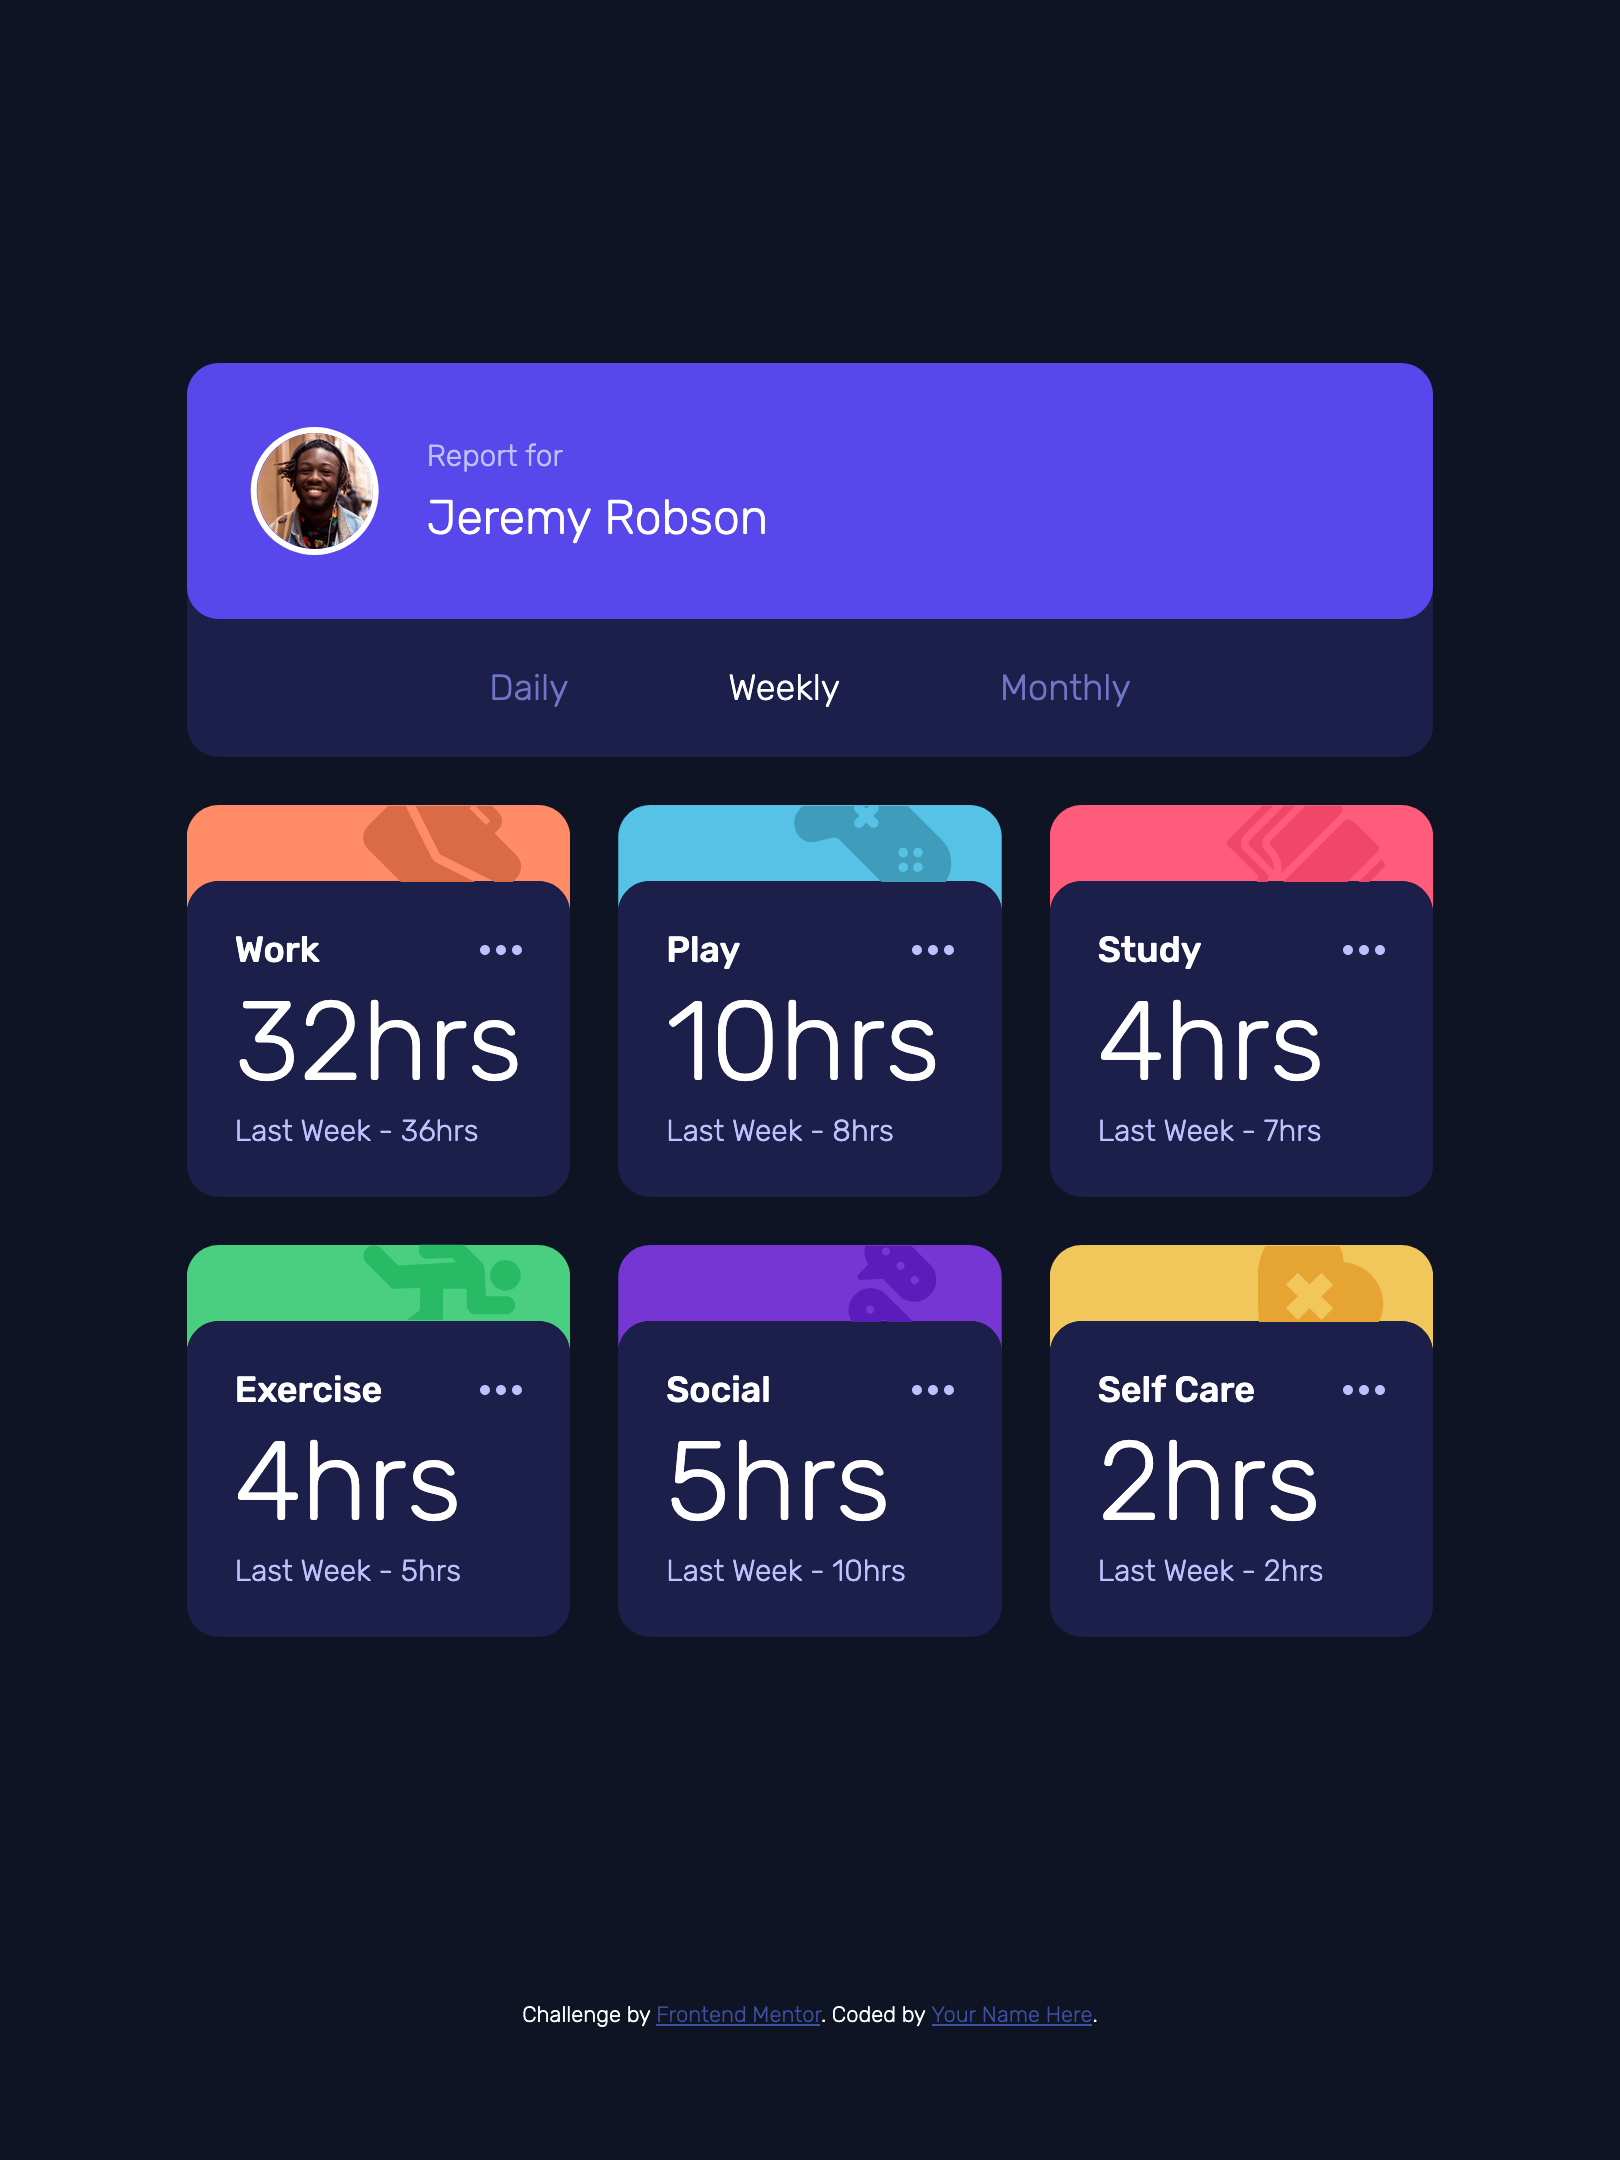 Report for
Jeremy Robson
Daily
Weekly
Monthly
Work
32hrs
Last Week - 36hrs
Play
10hrs
Last Week - 8hrs
Study
4hrs
Last Week - 7hrs
Exercise
4hrs
Last Week - 5hrs
Social
5hrs
Last Week - 10hrs
Self Care
2hrs
Last Week - 2hrs
Challenge by Frontend Mentor. Coded by Your Name Here.